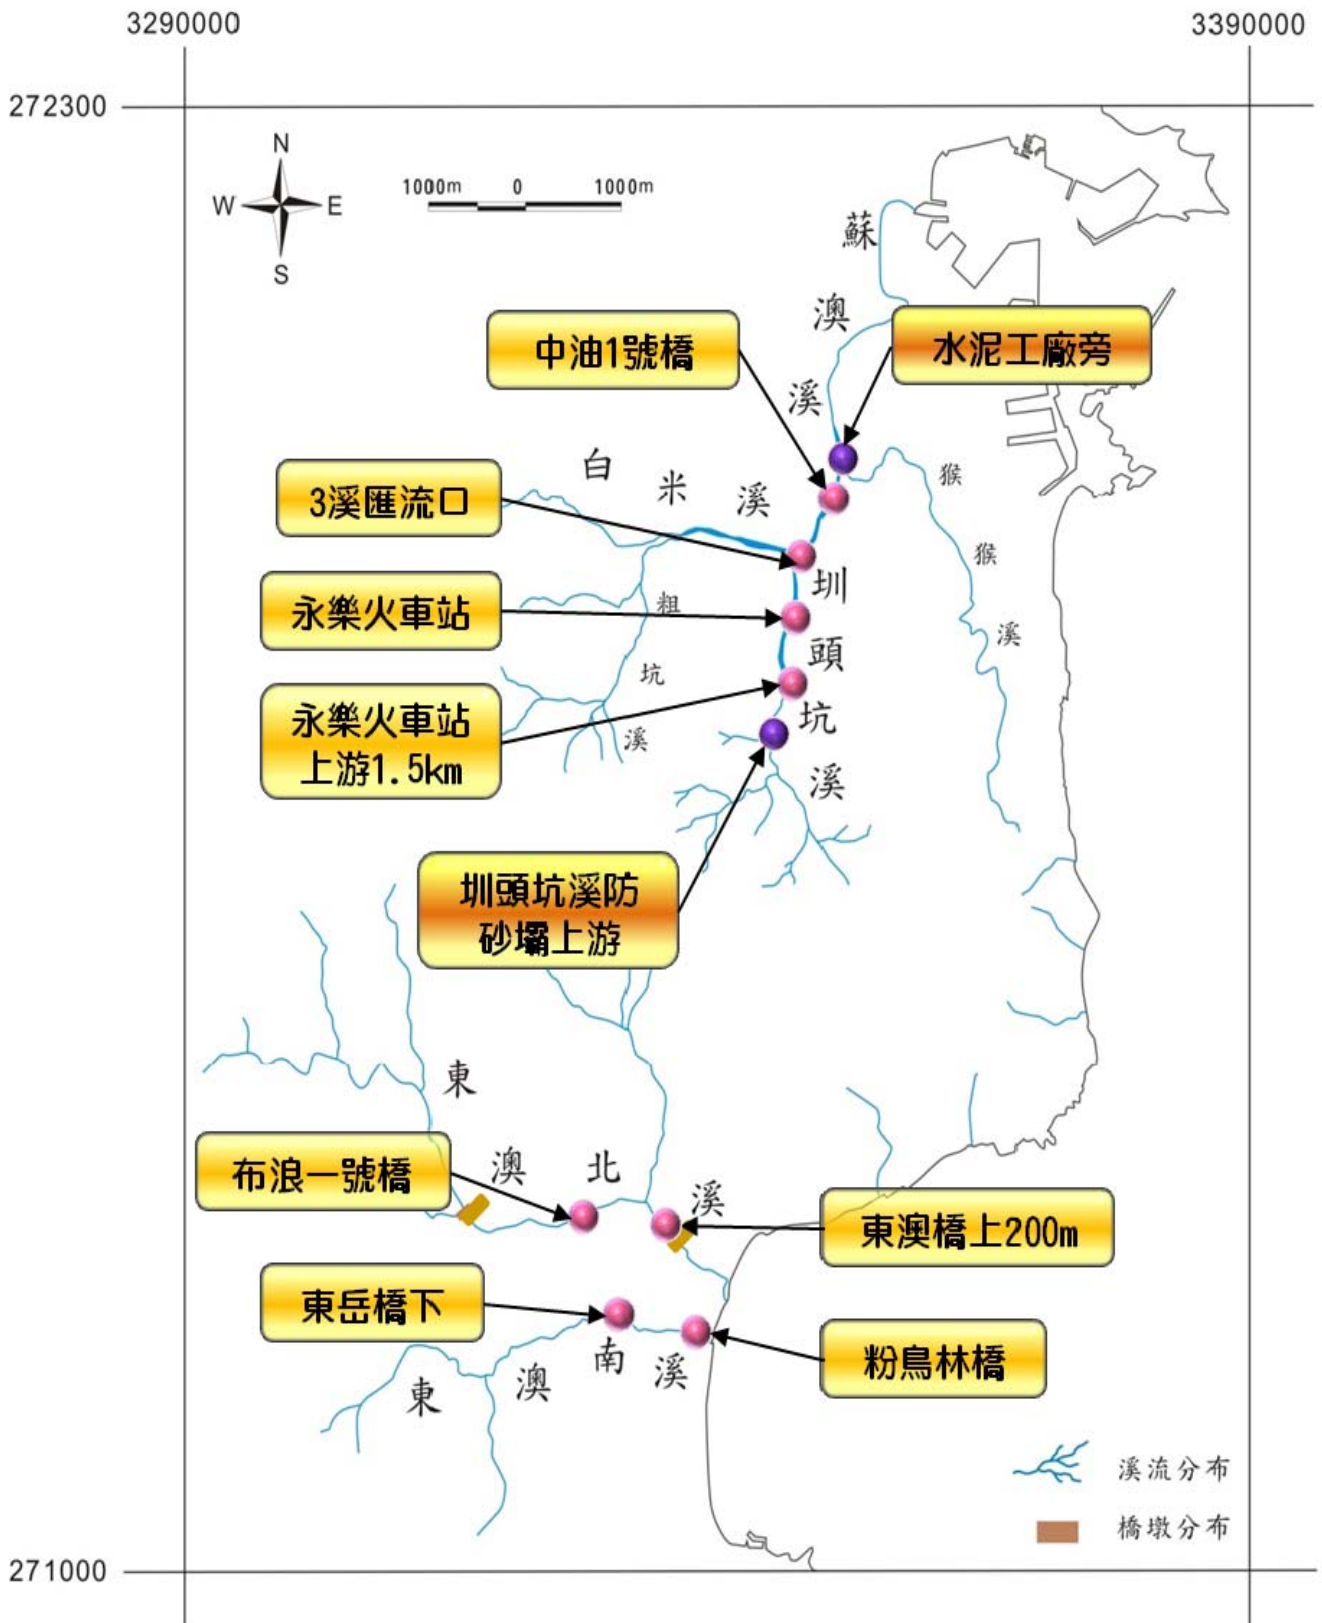 3290000
3390000
272300
N
W
E
S
1000m 0 1000m
蘇澳溪
中油1號橋
水泥工廠旁
白米溪
3溪匯流口
猴猴溪
圳頭坑溪
永樂火車站
粗坑溪
永樂火車站
上游1.5km
圳頭坑溪防
砂壩上游
東澳北溪
布浪一號橋
東澳橋上200m
東岳橋下
粉鳥林橋
東澳南溪
溪流分布
橋墩分布
271000